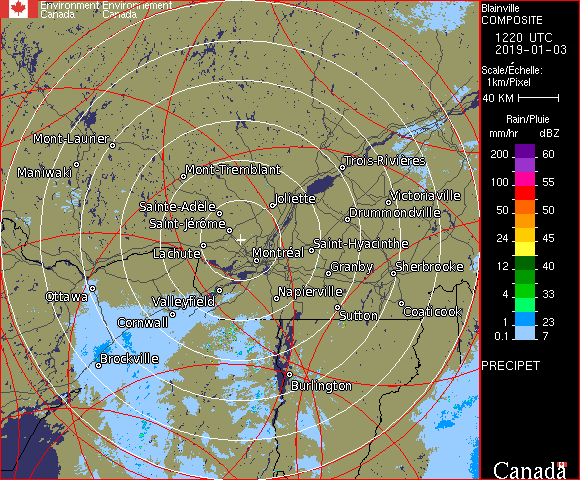 Environment Environnement
Canada Canada
Mont-Laurier
Maniwaki
Mont-Tremblant
Trois-Rivières
Joliette
Victoriaville
Sainte-Adèle
Drummondville
Saint-Jérôme
Saint-Hyacinthe
Lachute
Montréal
Granby
Sherbrooke
Ottawa
Napierville
Valleyfield
Sutton
Coaticook
Cornwall
Brockville
Burlington
Blainville
COMPOSITE
1220 UTC
2019-01-03
Scale/Échelle:
1km/Pixel
40 KM
Rain/Pluie
mm/hr dBZ
200 60
100 55
50 50
24 45
12 40
4 33
1 23
0.1 7
PRECIPET
Canada